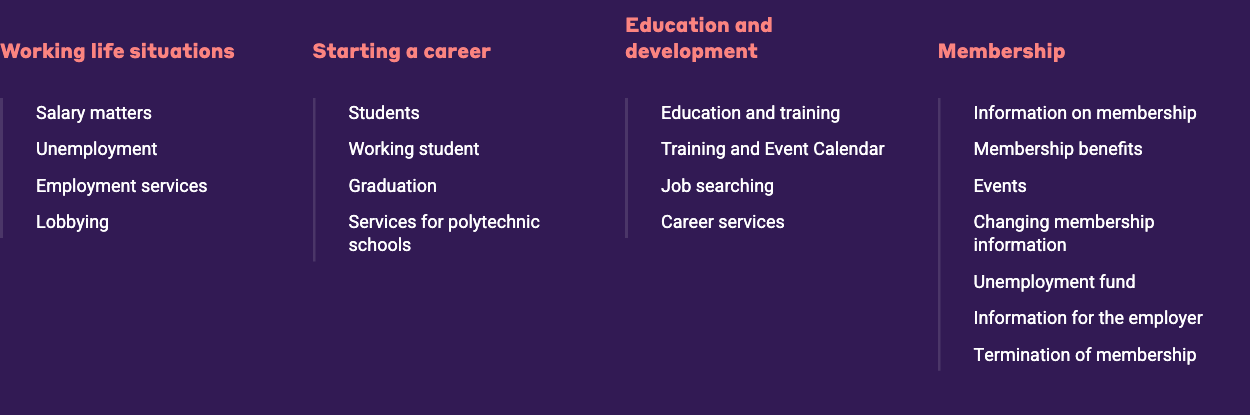 Working life situations
Salary matters
Unemployment
Employment services
Lobbying
Starting a career
Students
Working student
Graduation
Services for polytechnic
schools
Education and
development
Education and training
Training and Event Calendar
Job searching
Career services
Membership
Information on membership
Membership benefits
Events
Changing membership
information
Unemployment fund
Information for the employer
Termination of membership